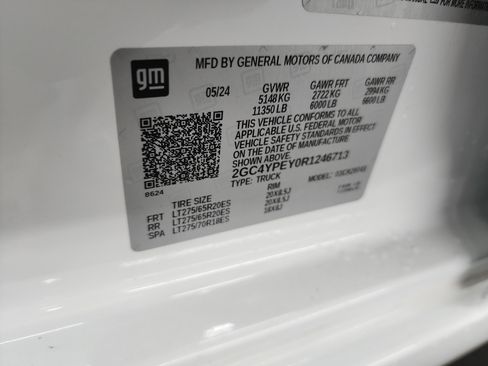 gm
MFD BY GENERAL MOTORS OF CANADA COMPANY
05/24 GVWR GAWR FRT GAWR RR
5148 KG 2722 KG 2994 KG
11350 LB 6000 LB 6600 LB
THIS VEHICLE CONFORMS TO ALL
APPLICABLE U.S. FEDERAL MOTOR
VEHICLE SAFETY STANDARDS IN EFFECT
ON THE DATE OF MANUFACTURE
SHOWN ABOVE.
2GC4YPEY0R1246713
8624 TYPE: TRUCK MODEL:
TIRE SIZE RIM
FRT LT275/65R20ES 20X8.5J
RR LT275/65R20ES 20X8.5J
SPA LT275/70R18ES 18X8J